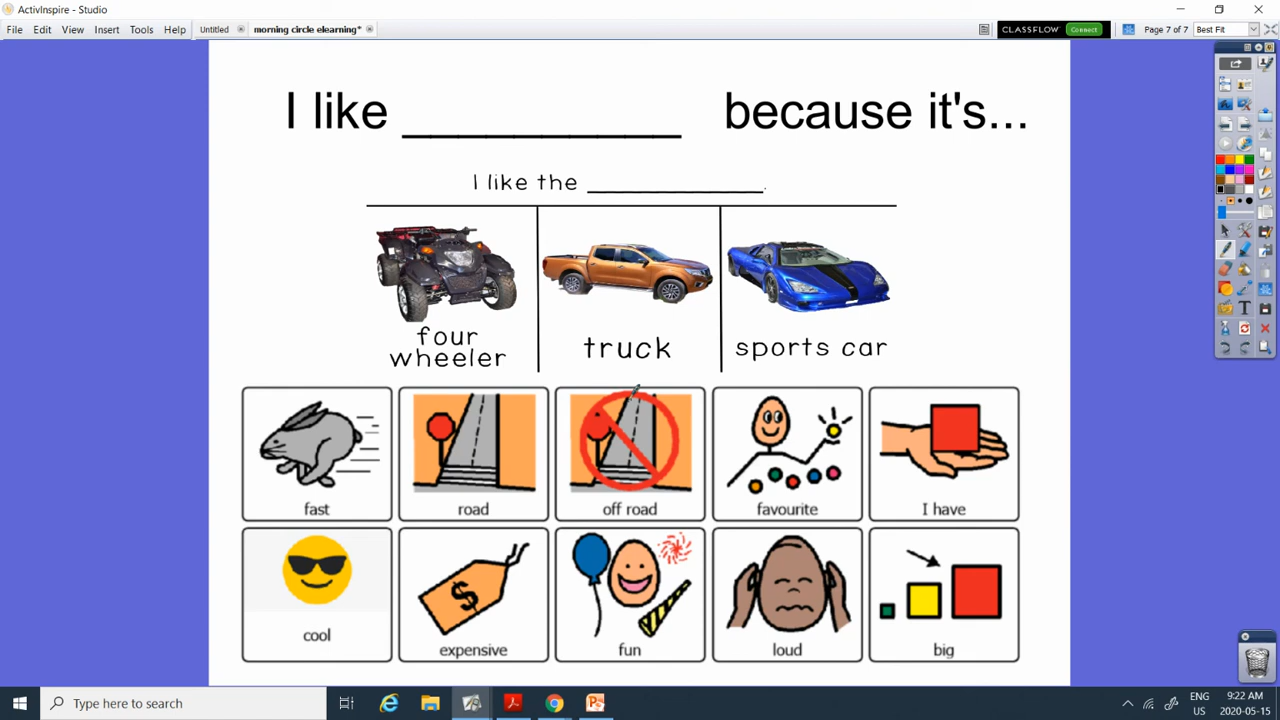 ActivInspire - Studio
File Edit View Insert Tools Help Untitled morning circle elearning* CLASSFLOW Connect Page 7 of 7 Best Fit
I like ___________ because it's...
I like the ______________.
four wheeler
truck
sports car
fast road off road favourite I have
$
cool expensive fun loud big
Type here to search
ENG
US
9:22 AM
2020-05-15